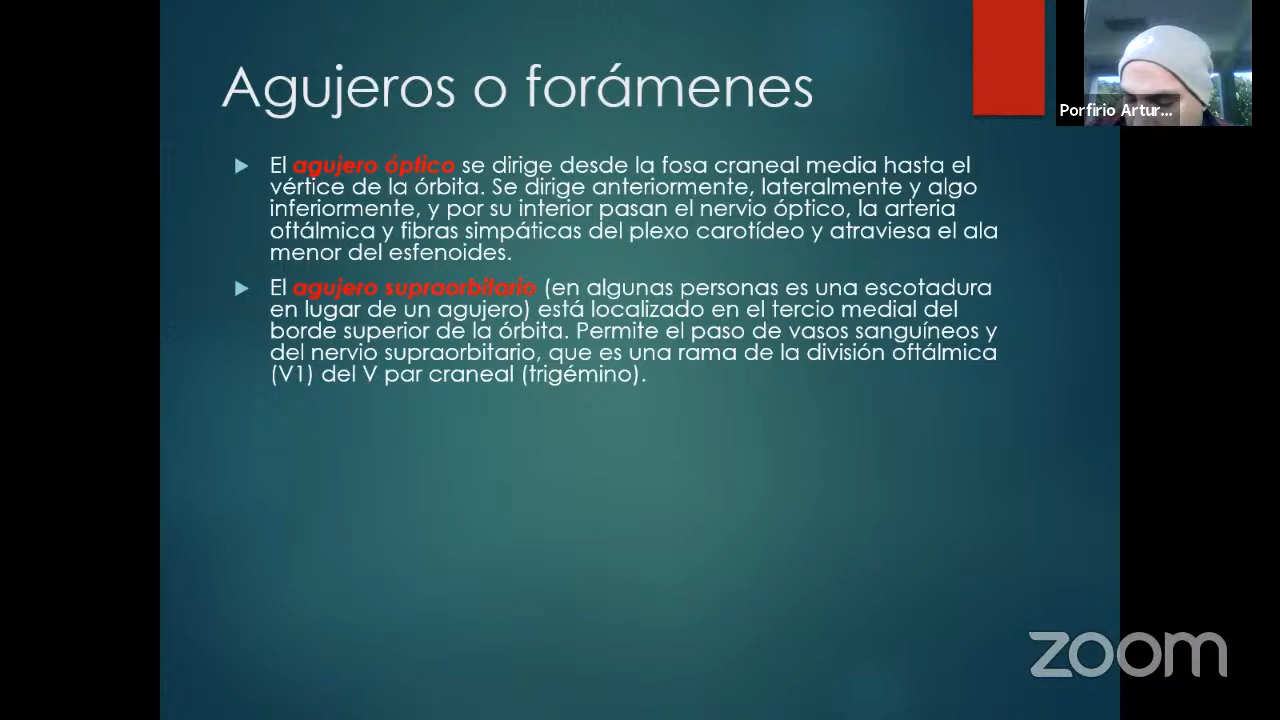 Agujeros o forámenes
Porfirio Artur...
El agujero óptico se dirige desde la fosa craneal media hasta el
vértice de la órbita. Se dirige anteriormente, lateralmente y algo
inferiormente, y por su interior pasan el nervio óptico, la arteria
oftálmica y fibras simpáticas del plexo carotídeo y atraviesa el ala
menor del esfenoides.
El agujero supraorbitario (en algunas personas es una escotadura
en lugar de un agujero) está localizado en el tercio medial del
borde superior de la órbita. Permite el paso de vasos sanguíneos y
del nervio supraorbitario, que es una rama de la división oftálmica
(V1) del V par craneal (trigémino).
zoom